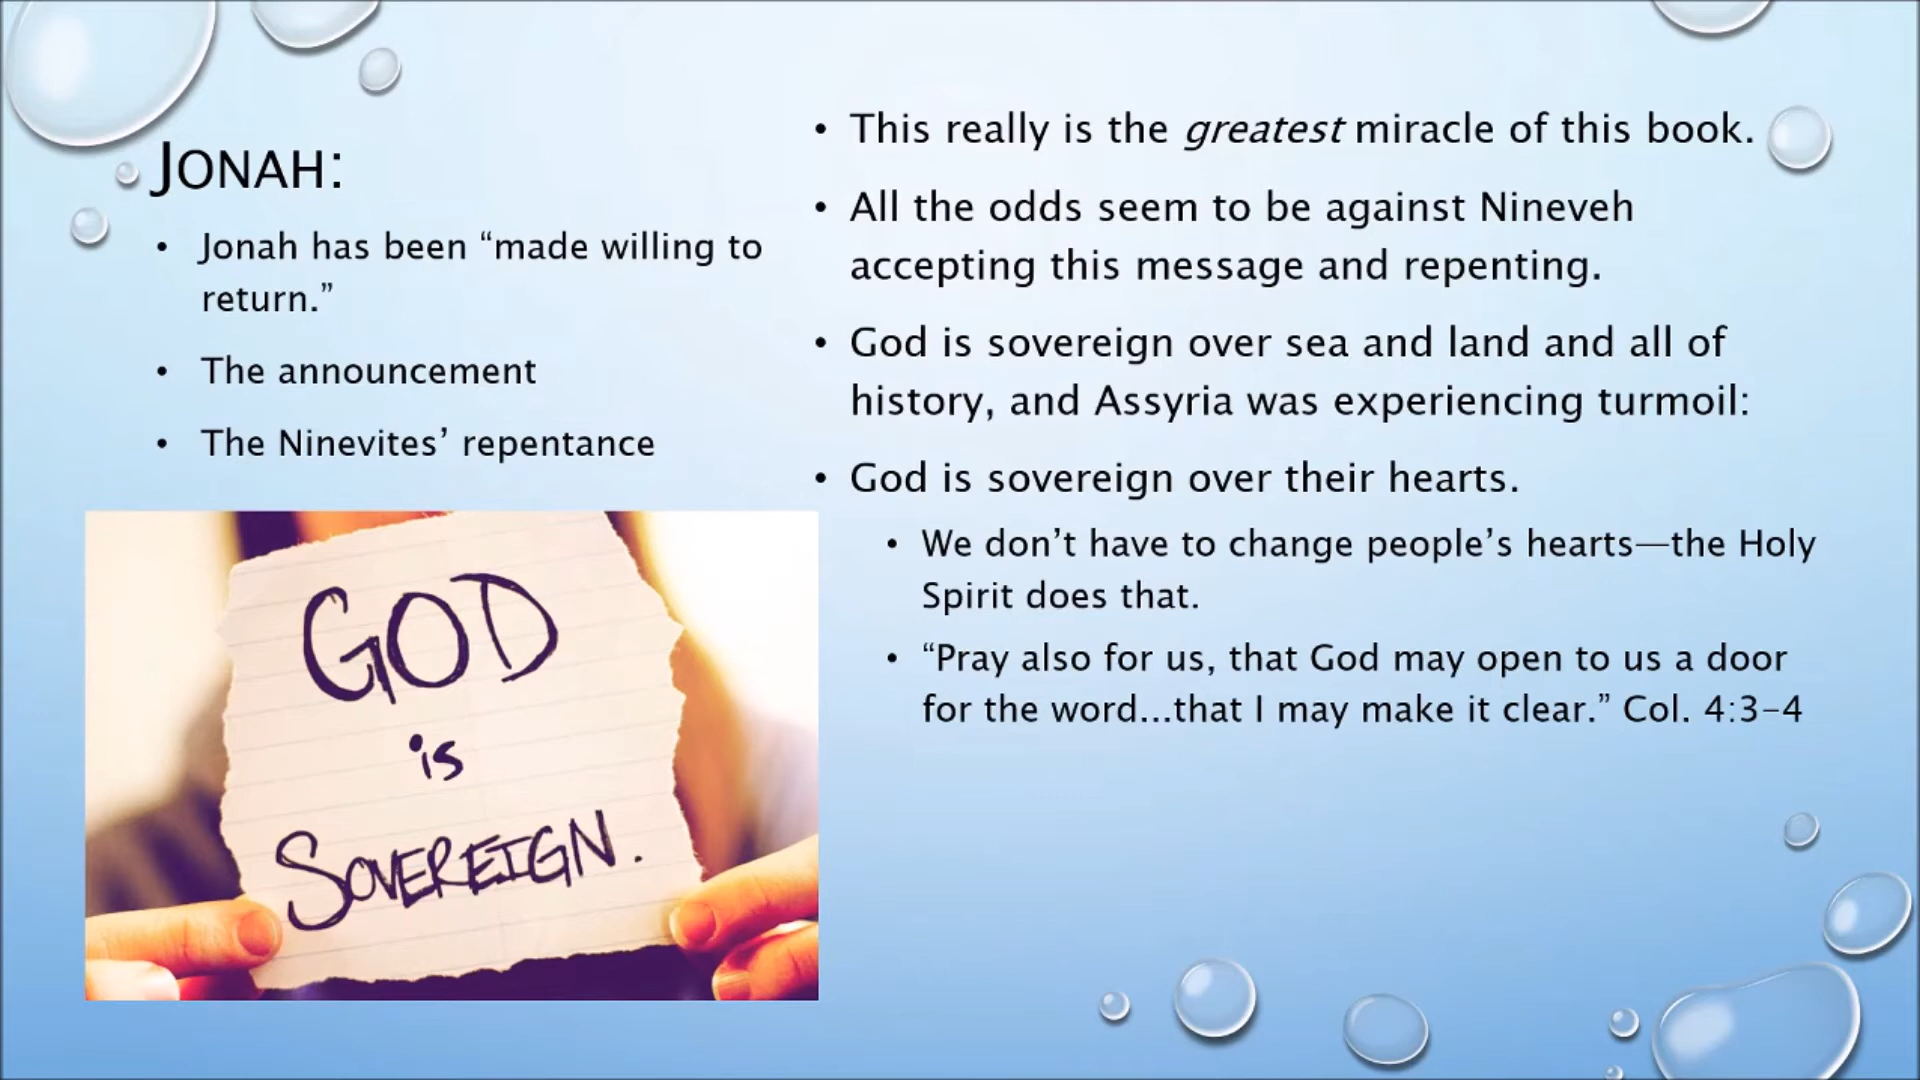 JONAH:
• Jonah has been “made willing to
return.”
• The announcement
• The Ninevites’ repentance
GOD
is
SOVEREIGN.
• This really is the greatest miracle of this book.
• All the odds seem to be against Nineveh
accepting this message and repenting.
• God is sovereign over sea and land and all of
history, and Assyria was experiencing turmoil:
• God is sovereign over their hearts.
• We don’t have to change people’s hearts—the Holy
Spirit does that.
• “Pray also for us, that God may open to us a door
for the word...that I may make it clear.” Col. 4:3-4